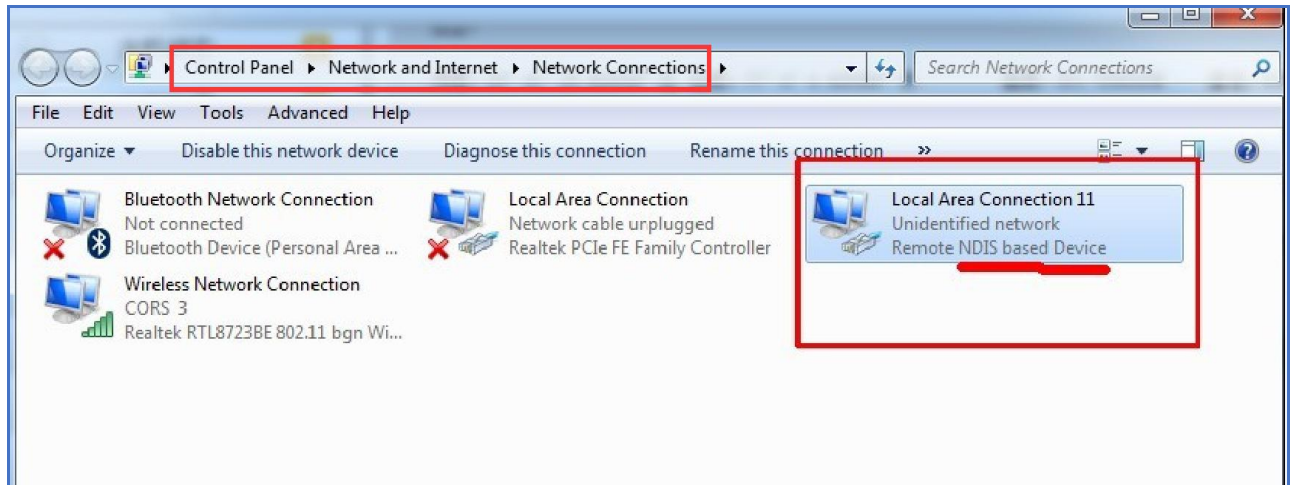 Control Panel Network and Internet Network Connections
Search Network Connections
File Edit View Tools Advanced Help
Organize Disable this network device Diagnose this connection Rename this connection »
Bluetooth Network Connection
Not connected
Bluetooth Device (Personal Area ...
Local Area Connection
Network cable unplugged
Realtek PCIe FE Family Controller
Local Area Connection 11
Unidentified network
Remote NDIS based Device
Wireless Network Connection
CORS 3
Realtek RTL8723BE 802.11 bgn Wi...